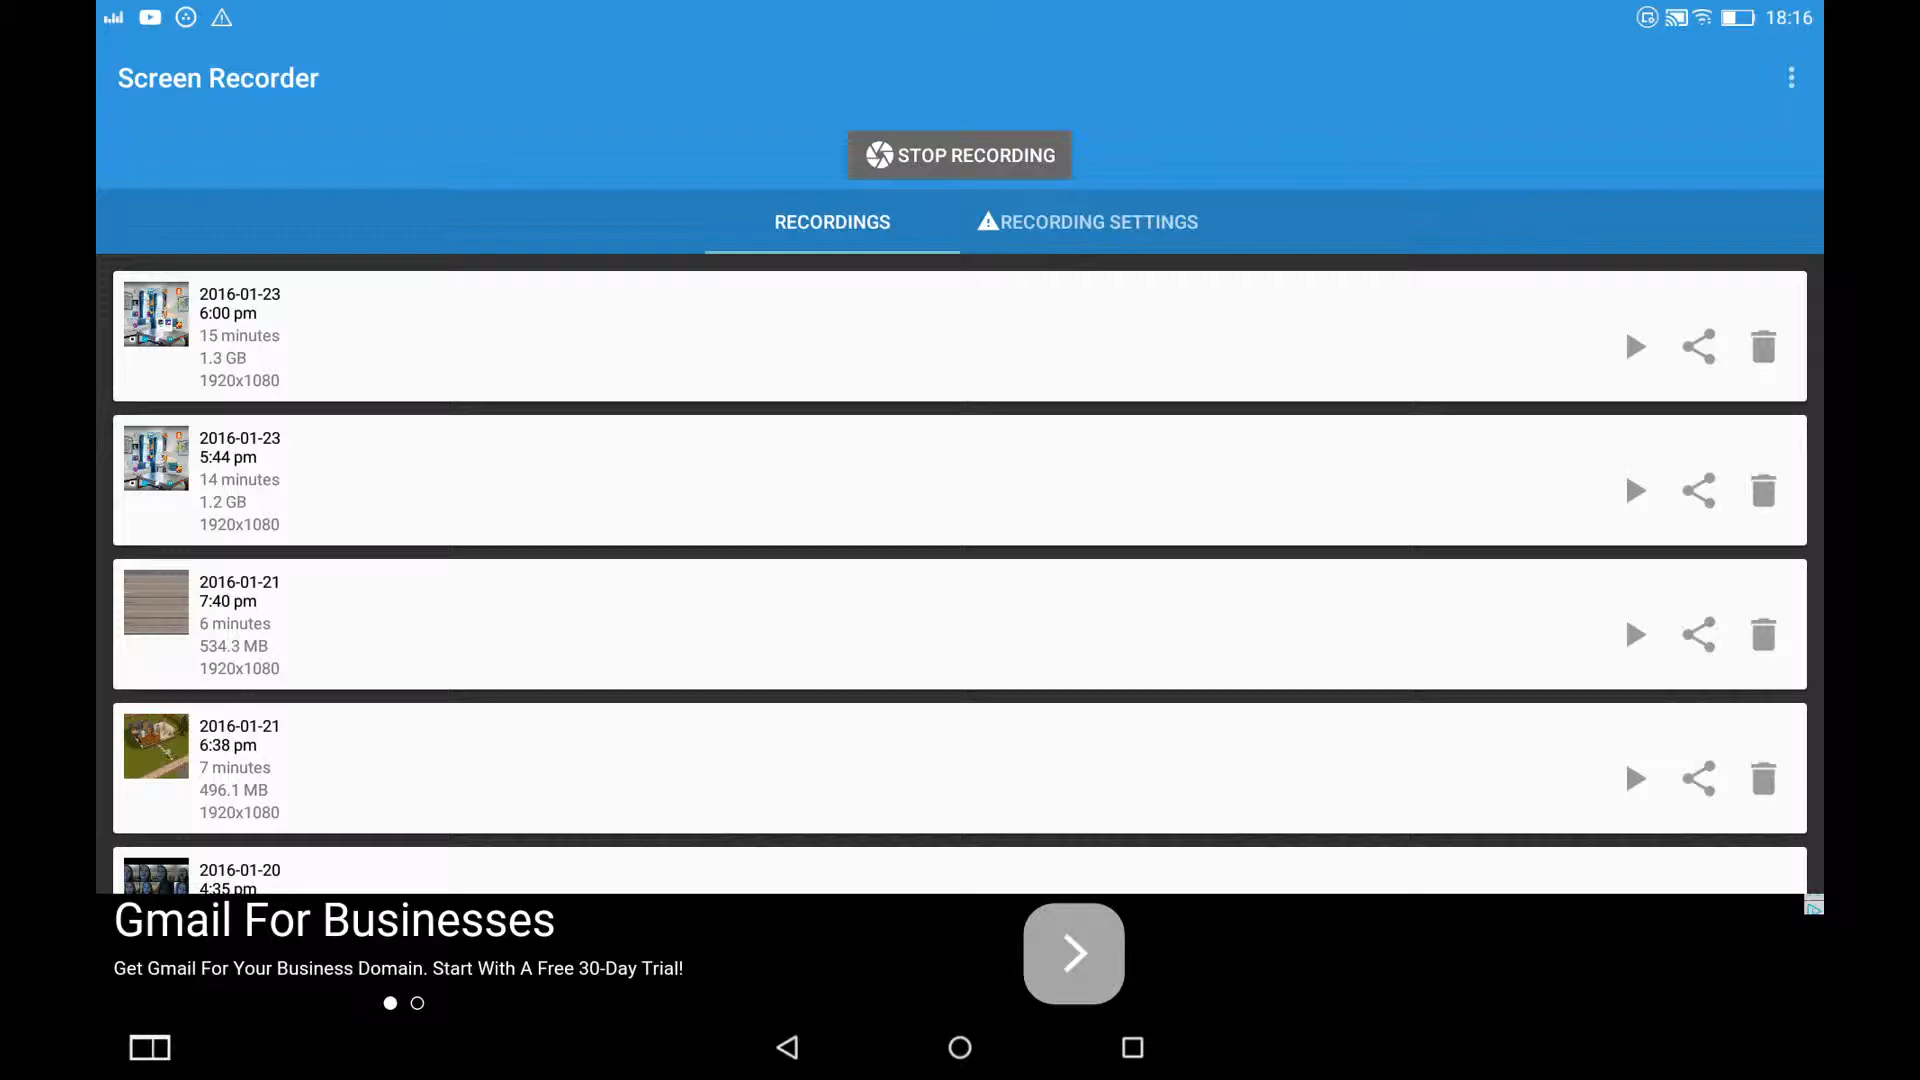 18:16
Screen Recorder
STOP RECORDING
RECORDINGS
RECORDING SETTINGS
2016-01-23
6:00 pm
15 minutes
1.3 GB
1920x1080
2016-01-23
5:44 pm
14 minutes
1.2 GB
1920x1080
2016-01-21
7:40 pm
6 minutes
534.3 MB
1920x1080
2016-01-21
6:38 pm
7 minutes
496.1 MB
1920x1080
2016-01-20
4:35 pm
Gmail For Businesses
Get Gmail For Your Business Domain. Start With A Free 30-Day Trial!